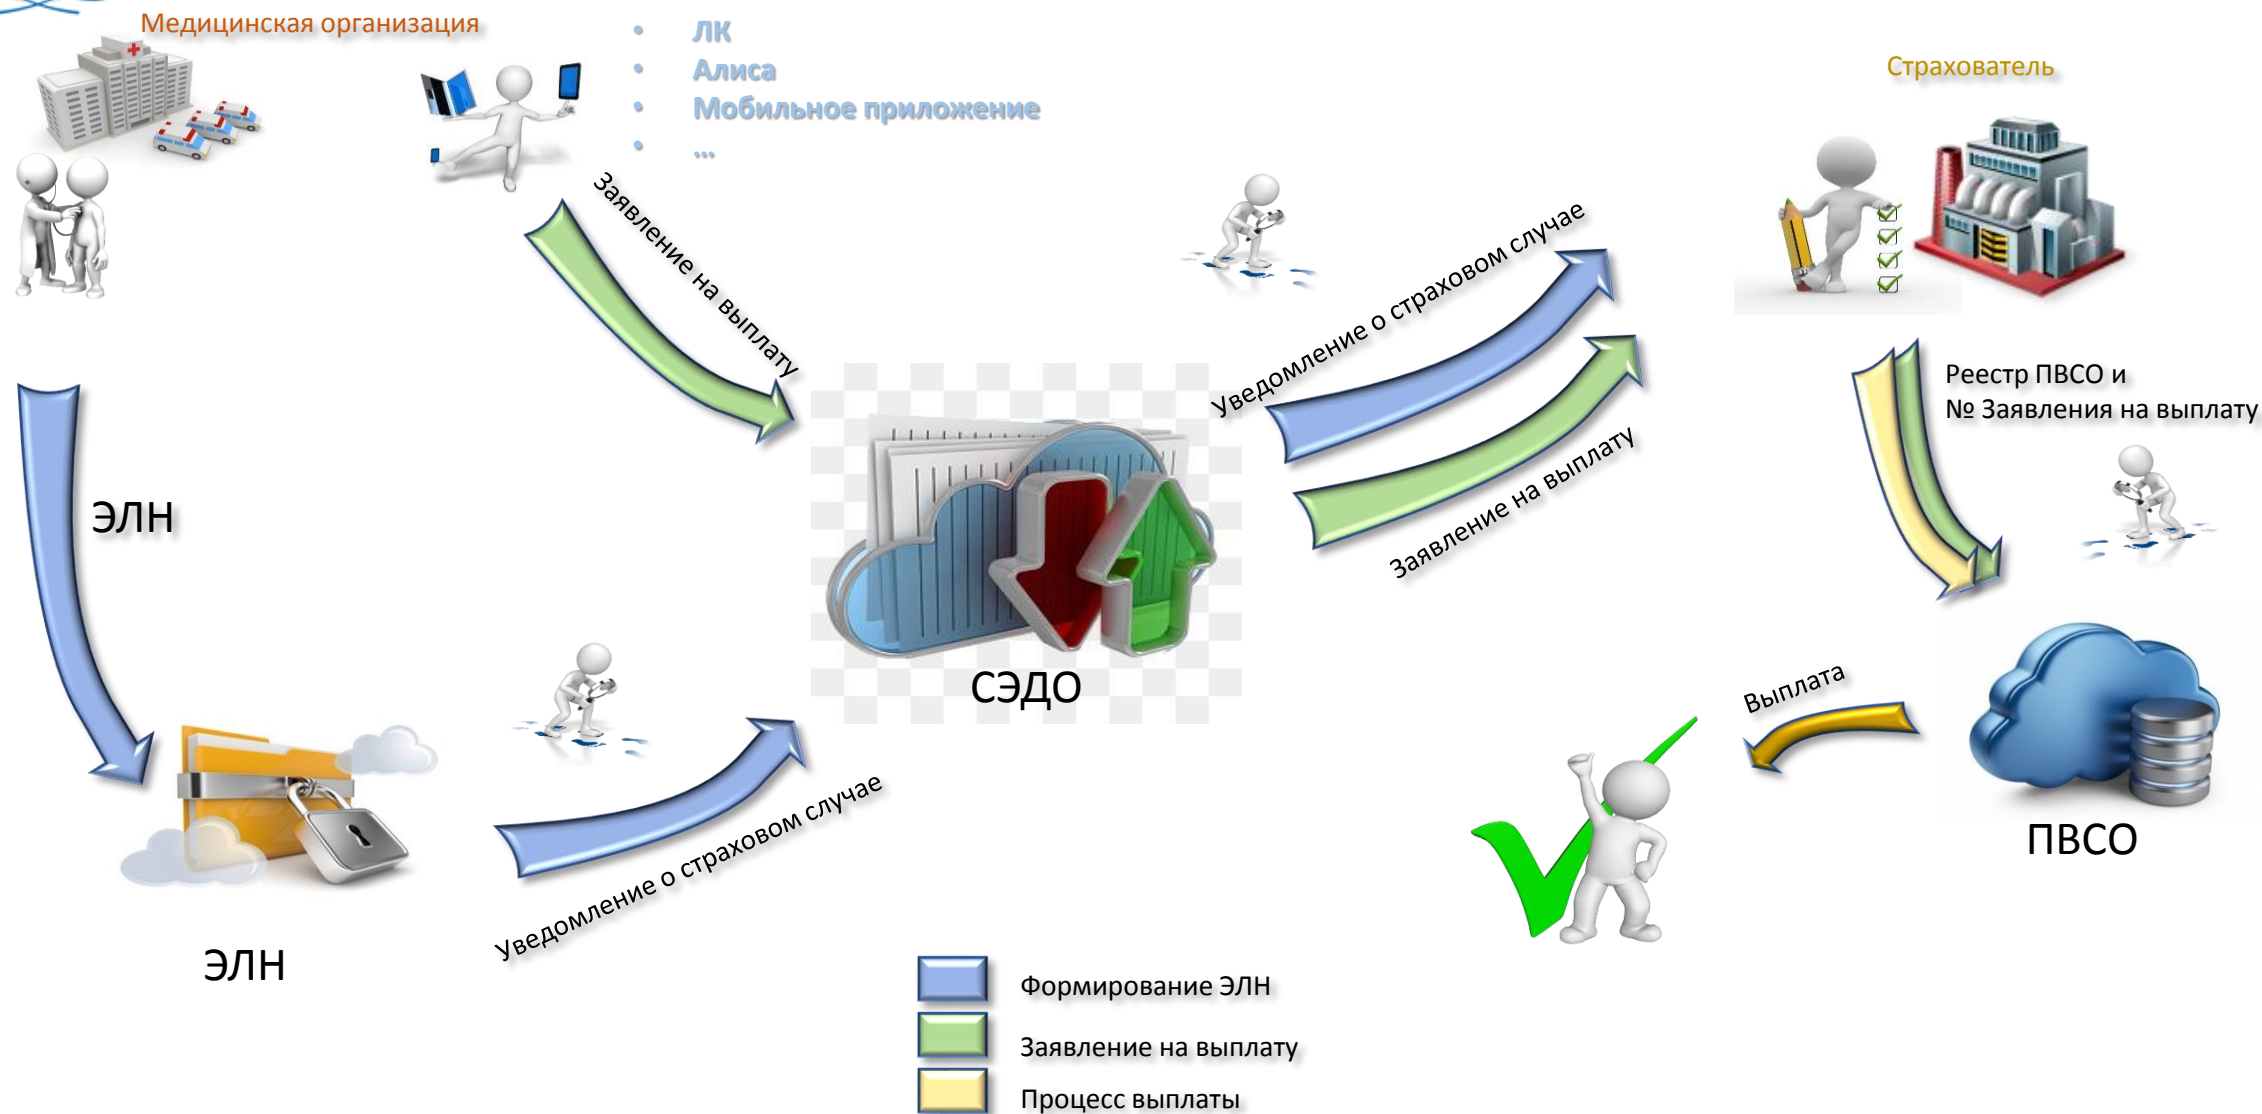 Медицинская организация
• ЛК
• Алиса
• Мобильное приложение
• ...
Страхователь
Заявление на выплату
Уведомление о страховом случае
Заявление на выплату
Реестр ПВСО и
№ Заявления на выплату
ЭЛН
СЭДО
Выплата
ПВСО
Уведомление о страховом случае
ЭЛН
Формирование ЭЛН
Заявление на выплату
Процесс выплаты